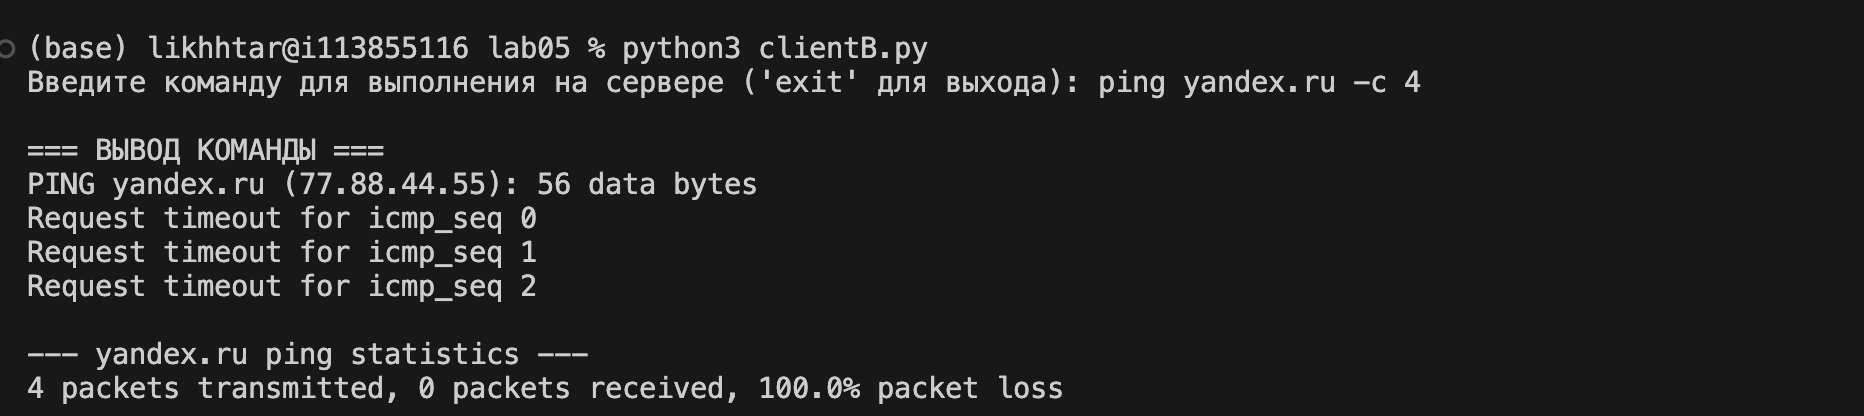 (base) likhhtar@i113855116 lab05 % python3 clientB.py
Введите команду для выполнения на сервере ('exit' для выхода): ping yandex.ru -c 4
=== ВЫВОД КОМАНДЫ ===
PING yandex.ru (77.88.44.55): 56 data bytes
Request timeout for icmp_seq 0
Request timeout for icmp_seq 1
Request timeout for icmp_seq 2
--- yandex.ru ping statistics ---
4 packets transmitted, 0 packets received, 100.0% packet loss